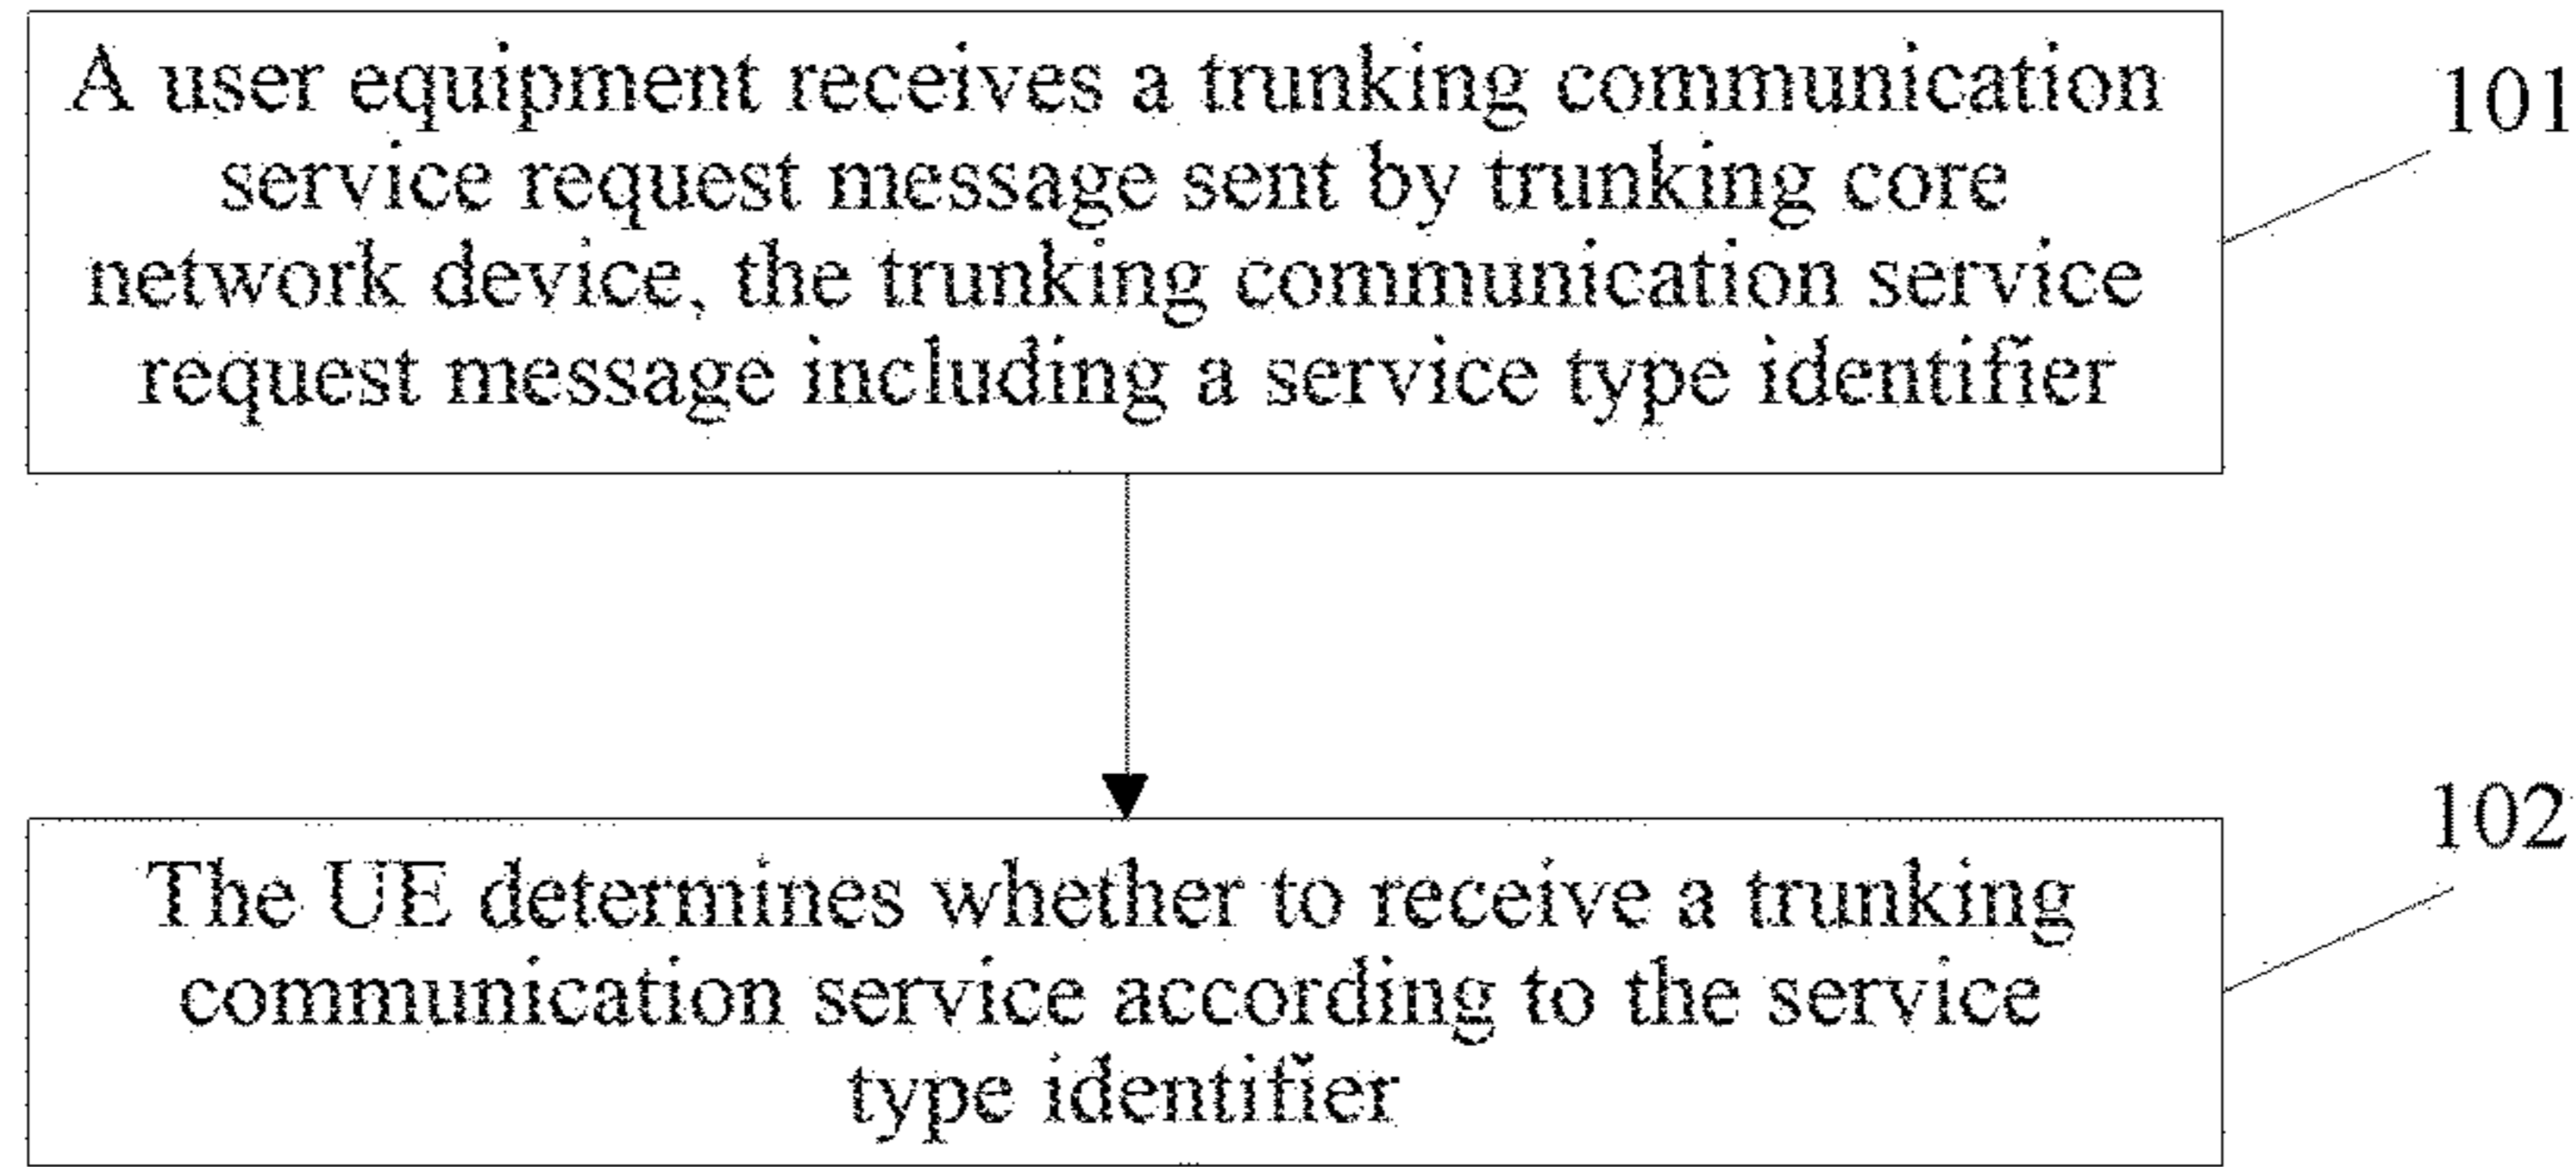 A user equipment receives a trunking communication
service request message sent by trunking core
network device, the trunking communication service
request message including a service type identifier
101
The UE determines whether to receive a trunking
communication service according to the service
type identifier
102